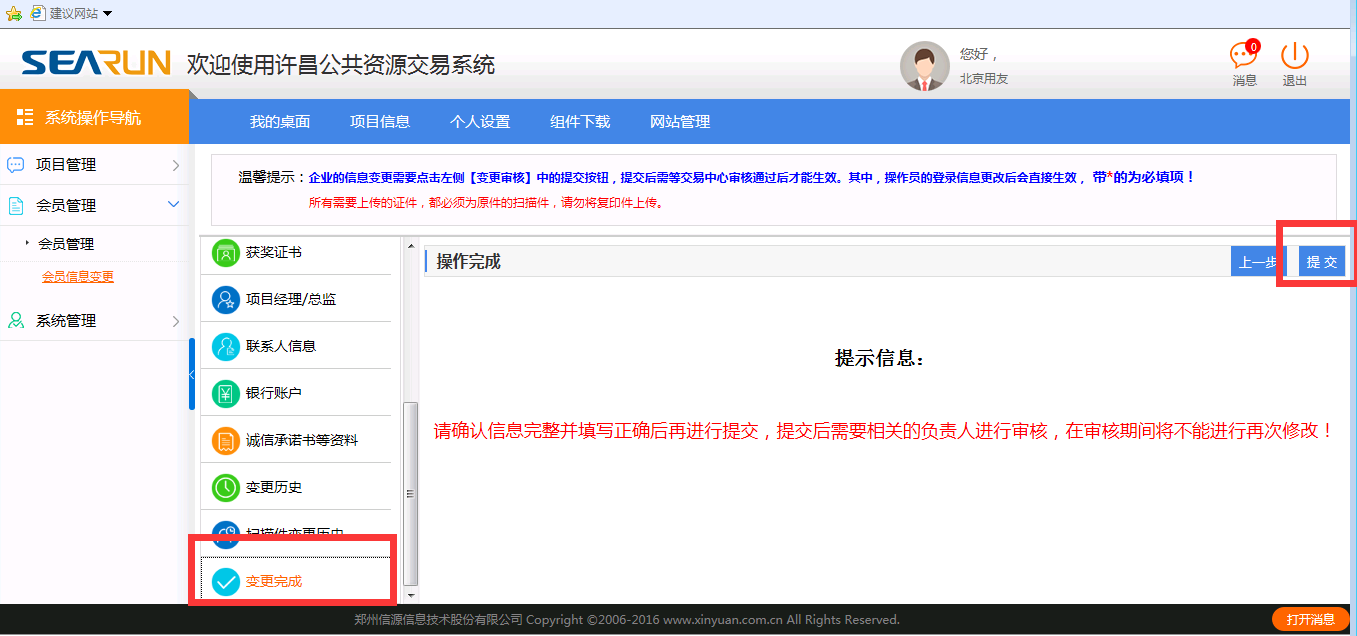 建议网站
SEARUN 欢迎使用许昌公共资源交易系统
您好，
北京用友
0
消息
退出
系统操作导航
我的桌面 项目信息 个人设置 组件下载 网站管理
项目管理
会员管理
会员管理
会员信息变更
系统管理
温馨提示：企业的信息变更需要点击左侧【变更审核】中的提交按钮，提交后需等交易中心审核通过后才能生效。其中，操作员的登录信息更改后会直接生效， 带*的为必填项！
所有需要上传的证件，都必须为原件的扫描件，请勿将复印件上传。
获奖证书
项目经理/总监
联系人信息
银行账户
诚信承诺书等资料
变更历史
扫描件变更历史
变更完成
操作完成
上一步
提 交
提示信息：
请确认信息完整并填写正确后再进行提交，提交后需要相关的负责人进行审核，在审核期间将不能进行再次修改！
郑州信源信息技术股份有限公司 Copyright ©2006-2016 www.xinyuan.com.cn All Rights Reserved.
打开消息